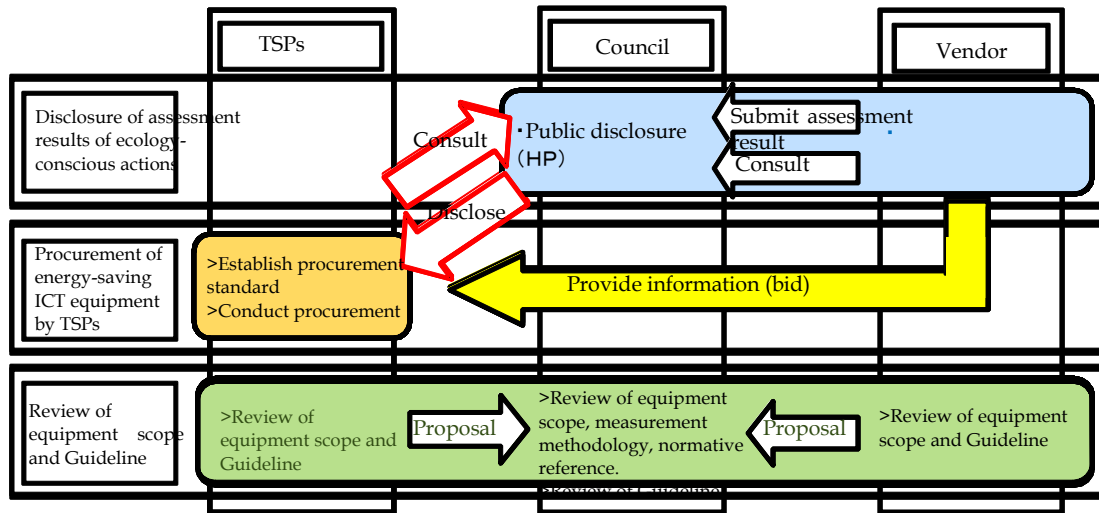 TSPs
Council
Vendor
Disclosure of assessment
results of ecology-
conscious actions
Consult
Disclose
・Public disclosure
(HP)
Submit assessment
result
Consult
Procurement of
energy-saving
ICT equipment
by TSPs
>Establish procurement
standard
>Conduct procurement
Provide information (bid)
Review of
equipment scope
and Guideline
>Review of
equipment scope and
Guideline
Proposal
>Review of equipment
scope, measurement
methodology, normative
reference.
>Review of Guideline
Proposal
>Review of equipment
scope and Guideline